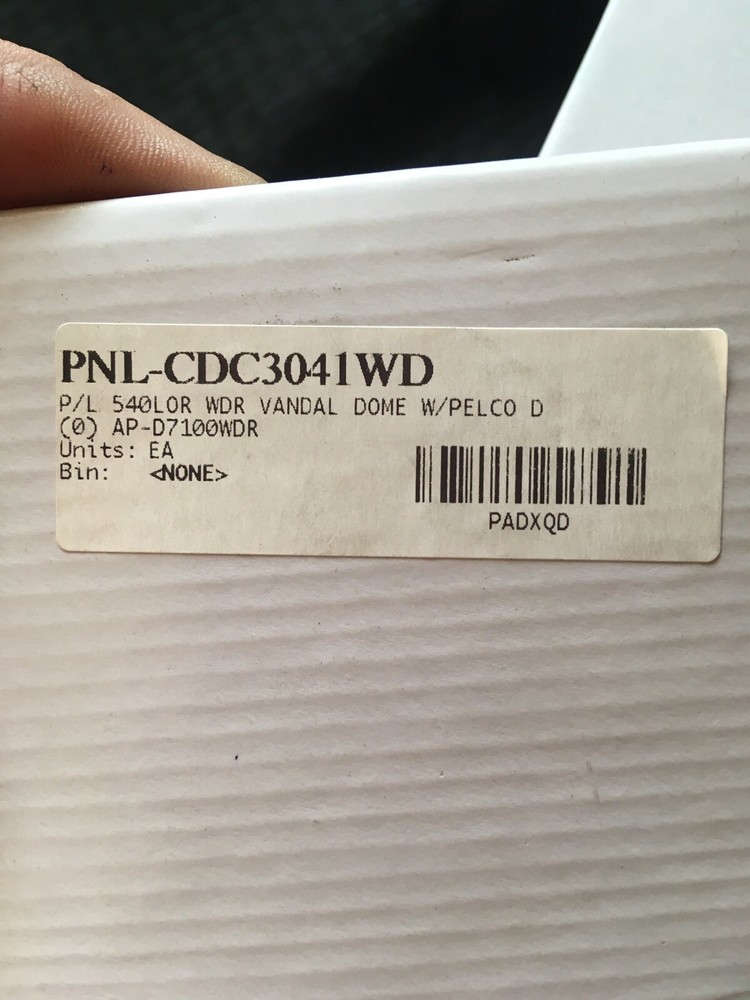 PNL-CDC3041WD
P/L 540LOR WDR VANDAL DOME W/PELCO D
(0) AP-D7100WDR
Units: EA
Bin: <NONE>
PADXQD